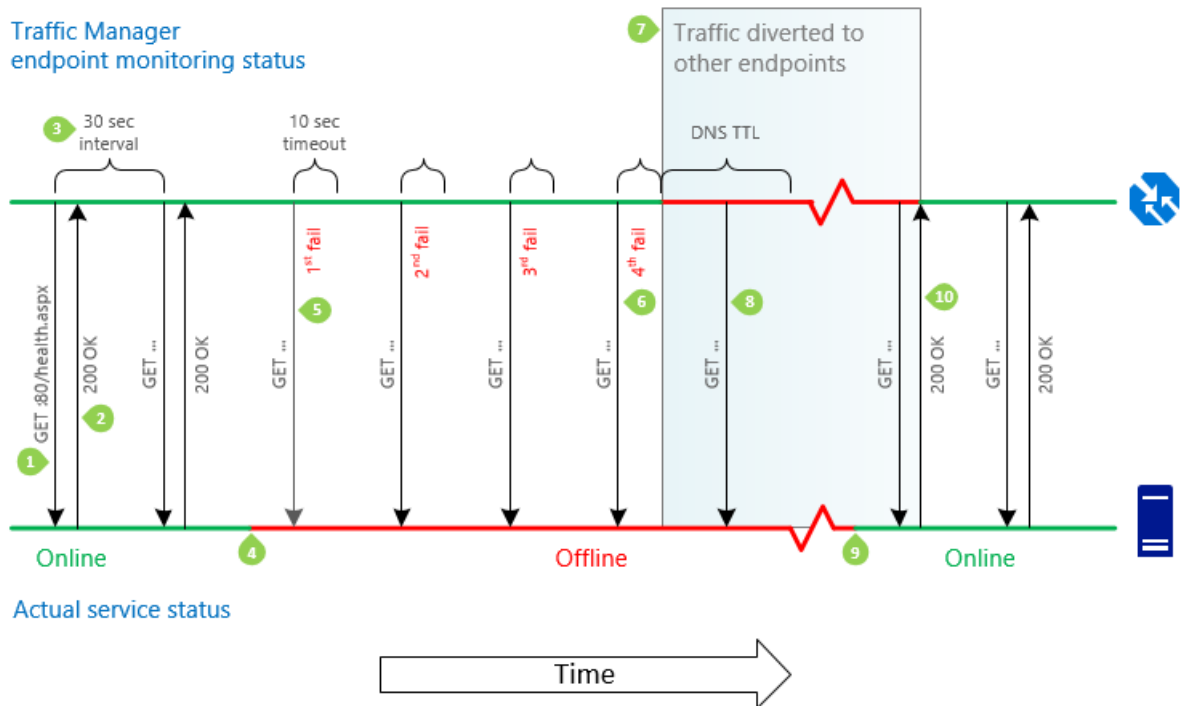 Traffic Manager
endpoint monitoring status
7
Traffic diverted to
other endpoints
3
30 sec
interval
10 sec
timeout
DNS TTL
1st fail
2nd fail
3rd fail
4th fail
5
6
8
10
GET :80/health.aspx
200 OK
GET ...
200 OK
GET ...
GET ...
GET ...
GET ...
GET ...
GET ...
200 OK
GET ...
200 OK
2
1
Online
4
Offline
9
Online
Actual service status
Time